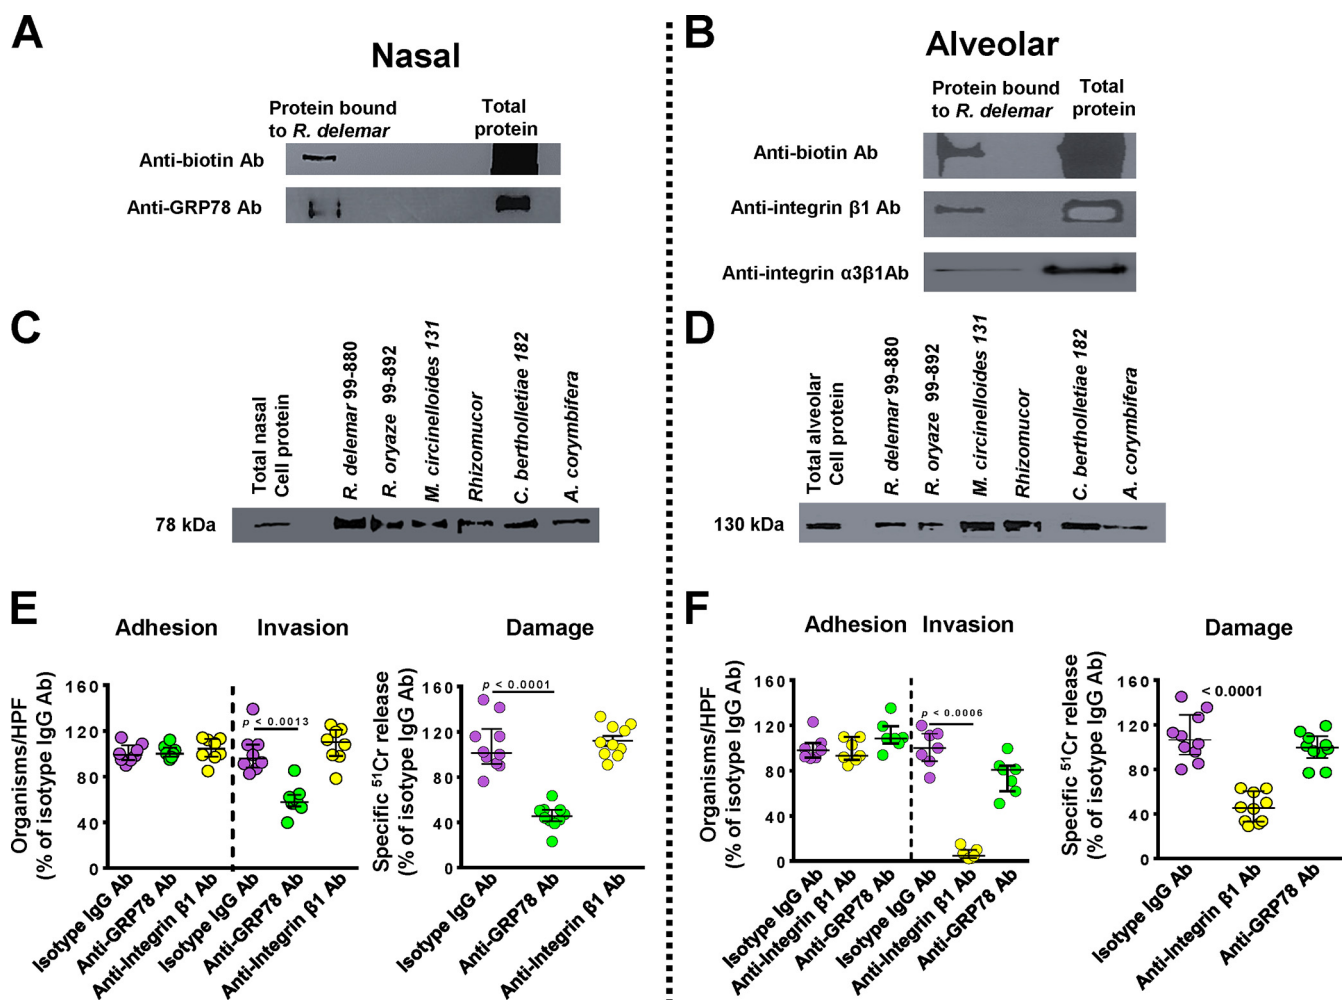 A
Nasal
Protein bound
to R. delemar
Total
protein
Anti-biotin Ab
Anti-GRP78 Ab
B
Alveolar
Protein bound
to R. delemar
Total
protein
Anti-biotin Ab
Anti-integrin β1 Ab
Anti-integrin α3β1Ab
C
Total nasal
Cell protein
R. delemar 99-880
R. oryaze 99-892
M. circinelloides 131
Rhizomucor
C. bertholletiae 182
A. corymbifera
78 kDa
D
Total alveolar
Cell protein
R. delemar 99-880
R. oryaze 99-892
M. circinelloides 131
Rhizomucor
C. bertholletiae 182
A. corymbifera
130 kDa
E
Adhesion
Invasion
Organisms/HPF
(% of isotype IgG Ab)
160
120
80
40
0
p < 0.0013
Isotype IgG Ab
Anti-GRP78 Ab
Anti-Integrin β1 Ab
Isotype IgG Ab
Anti-GRP78 Ab
Anti-Integrin β1 Ab
Damage
Specific ⁵¹Cr release
(% of isotype IgG Ab)
160
120
80
40
0
p < 0.0001
Isotype IgG Ab
Anti-GRP78 Ab
Anti-Integrin β1 Ab
F
Adhesion
Invasion
Organisms/HPF
(% of isotype IgG Ab)
160
120
80
40
0
p < 0.0006
Isotype IgG Ab
Anti-Integrin β1 Ab
Anti-GRP78 Ab
Isotype IgG Ab
Anti-Integrin β1 Ab
Anti-GRP78 Ab
Damage
Specific ⁵¹Cr release
(% of isotype IgG Ab)
160
120
80
40
0
< 0.0001
Isotype IgG Ab
Anti-Integrin β1 Ab
Anti-GRP78 Ab